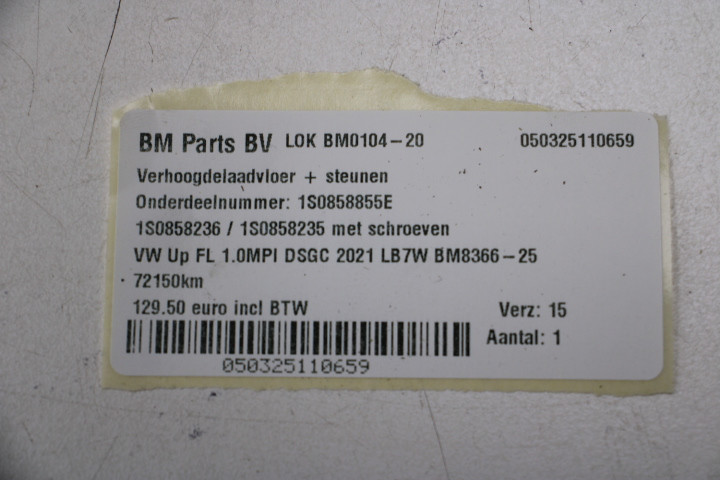 BM Parts BV LOK BM0104-20 050325110659
Verhoogdelaadvloer + steunen
Onderdeelnummer: 1S0858855E
1S0858236 / 1S0858235 met schroeven
VW Up FL 1.0MPI DSGC 2021 LB7W BM8366-25
72150km
129.50 euro incl BTW Verz: 15
Aantal: 1
050325110659